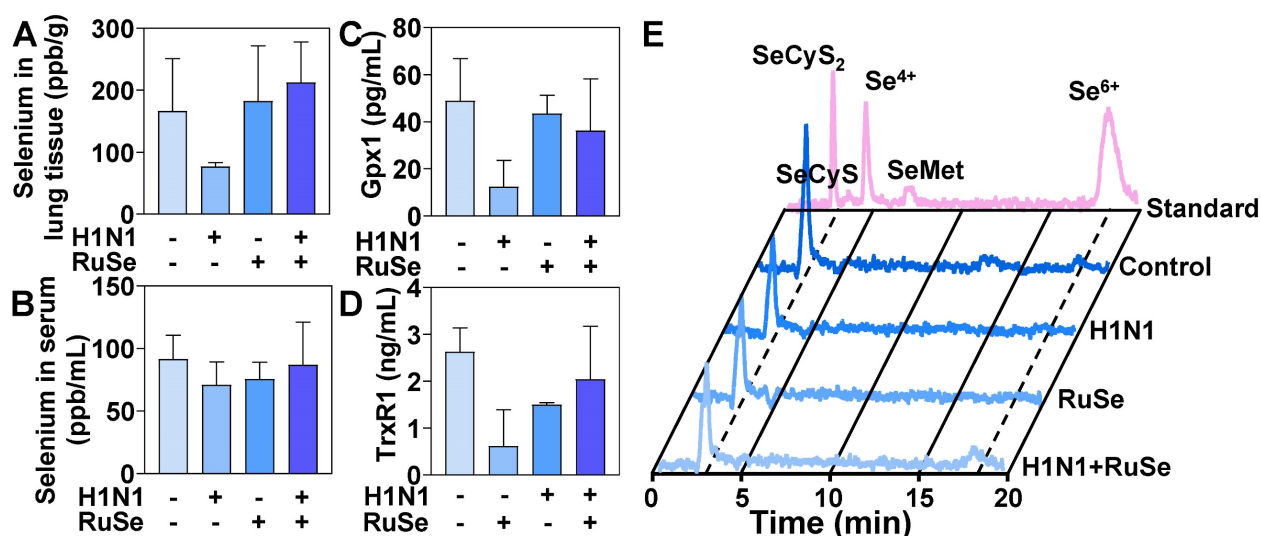 A
Selenium in
lung tissue (ppb/g)
300
200
100
0
H1N1 - + - +
RuSe - - + +
C
Gpx1 (pg/mL)
80
60
40
20
0
H1N1 - + - +
RuSe - - + +
B
Selenium in serum
(ppb/mL)
150
100
50
0
H1N1 - + - +
RuSe - - + +
D
TrxR1 (ng/mL)
4
3
2
1
0
H1N1 - - + +
RuSe - + - +
E
SeCyS2
Se4+
Se6+
SeCyS
SeMet
Standard
Control
H1N1
RuSe
H1N1+RuSe
0 5 10 15 20
Time (min)